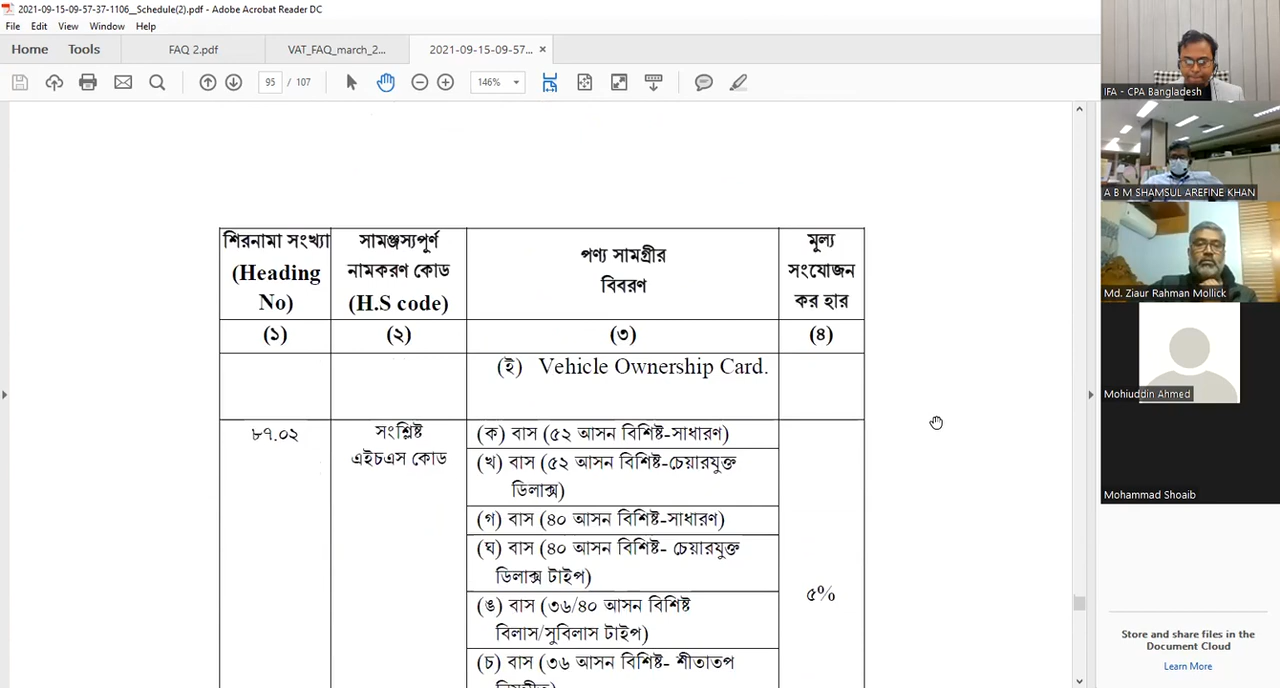 2021-09-15-09-57-37-1106__Schedule(2).pdf - Adobe Acrobat Reader DC
File Edit View Window Help
Home Tools FAQ 2.pdf VAT_FAQ_march_2... 2021-09-15-09-57... ×
95 / 107 146%
শিরনামা সংখ্যা
(Heading
No)
সামঞ্জস্যপূর্ণ
নামকরণ কোড
(H.S code)
পণ্য সামগ্রীর
বিবরণ
মূল্য
সংযোজন
কর হার
(১) (২) (৩) (৪)
(ই) Vehicle Ownership Card.
৮৭.০২
সংশ্লিষ্ট
এইচএস কোড
(ক) বাস (৫২ আসন বিশিষ্ট-সাধারণ)
(খ) বাস (৫২ আসন বিশিষ্ট-চেয়ারযুক্ত
ডিলাক্স)
(গ) বাস (৪০ আসন বিশিষ্ট-সাধারণ)
(ঘ) বাস (৪০ আসন বিশিষ্ট- চেয়ারযুক্ত
ডিলাক্স টাইপ)
(ঙ) বাস (৩৬/৪০ আসন বিশিষ্ট
বিলাস/সুবিলাস টাইপ)
(চ) বাস (৩৬ আসন বিশিষ্ট- শীতাতপ
৫%
IFA - CPA Bangladesh
A B M SHAMSUL AREFINE KHAN
Md. Ziaur Rahman Mollick
Mohiuddin Ahmed
Mohammad Shoaib
Store and share files in the
Document Cloud
Learn More